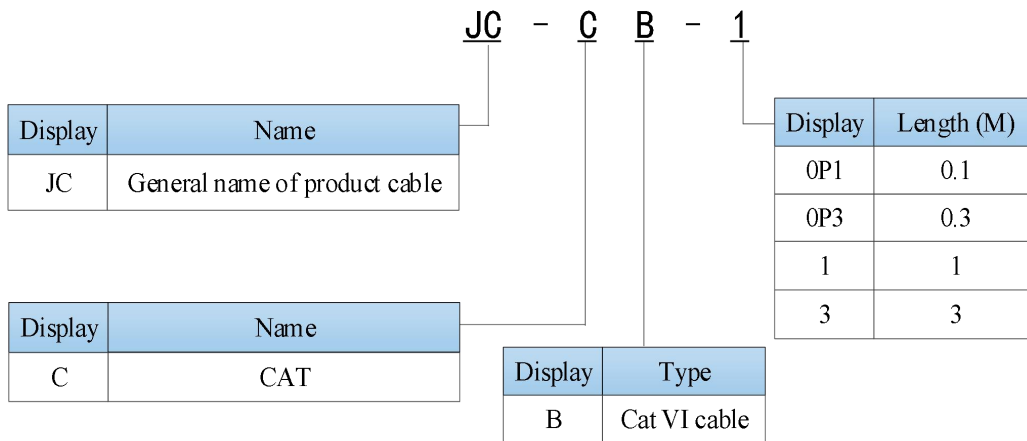 JC - C B - 1
Display Name
JC General name of product cable
Display Length (M)
0P1 0.1
0P3 0.3
1 1
3 3
Display Name
C CAT
Display Type
B Cat VI cable